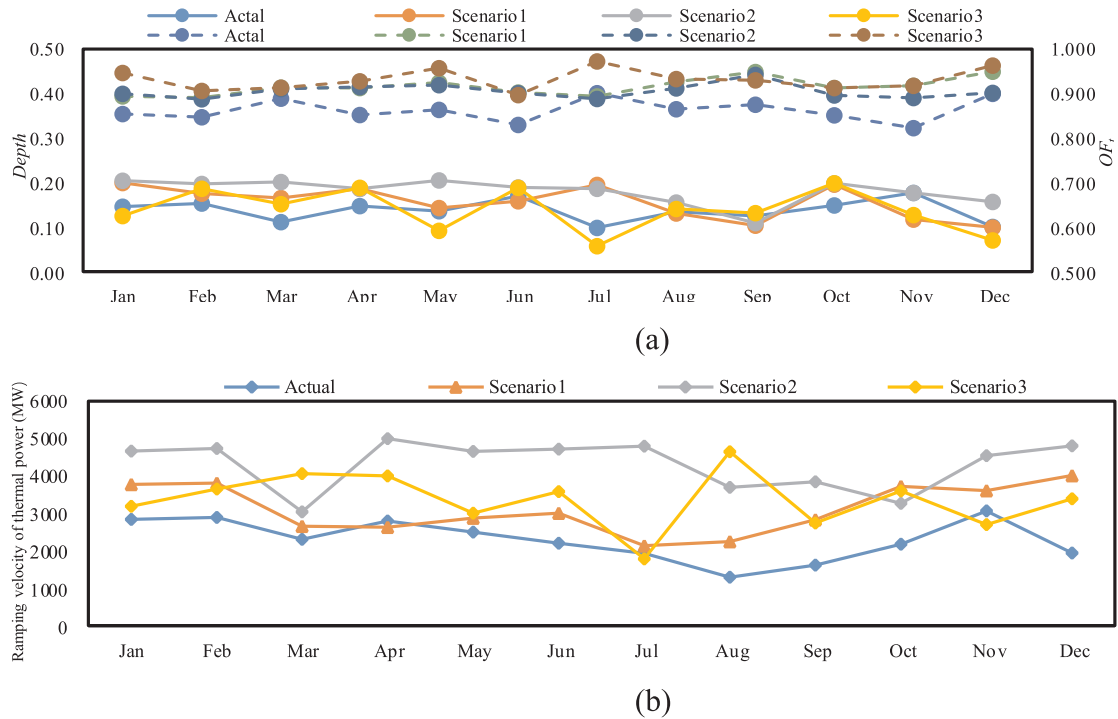 Actal Scenario1 Scenario2 Scenario3
Actal Scenario1 Scenario2 Scenario3
0.50 1.000
0.40 0.900
0.30 0.800
0.20 0.700
0.10 0.600
0.00 0.500
Depth
Jan Feb Mar Apr May Jun Jul Aug Sep Oct Nov Dec
(a)
Actual Scenario1 Scenario2 Scenario3
Ramping velocity of thermal power (MW)
6000
5000
4000
3000
2000
1000
0
Jan Feb Mar Apr May Jun Jul Aug Sep Oct Nov Dec
(b)